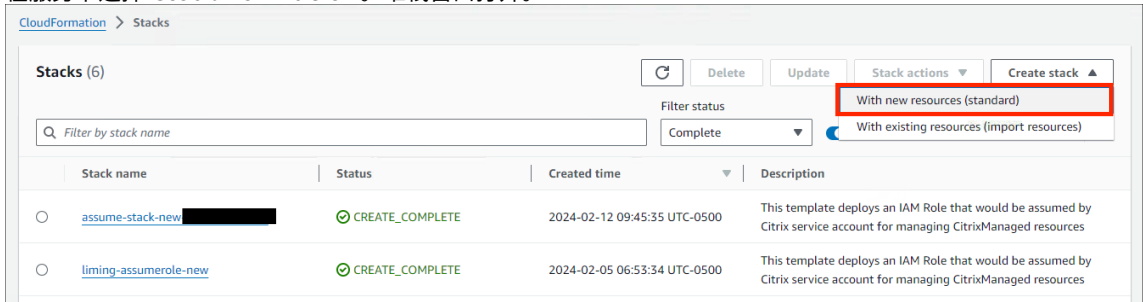 CloudFormation > Stacks
Stacks (6)
Delete
Update
Stack actions
Create stack
With new resources (standard)
With existing resources (import resources)
Filter status
Filter by stack name
Complete
Stack name
Status
Created time
Description
assume-stack-new
CREATE_COMPLETE
2024-02-12 09:45:35 UTC-0500
This template deploys an IAM Role that would be assumed by
Citrix service account for managing CitrixManaged resources
liming-assumerole-new
CREATE_COMPLETE
2024-02-05 06:53:34 UTC-0500
This template deploys an IAM Role that would be assumed by
Citrix service account for managing CitrixManaged resources